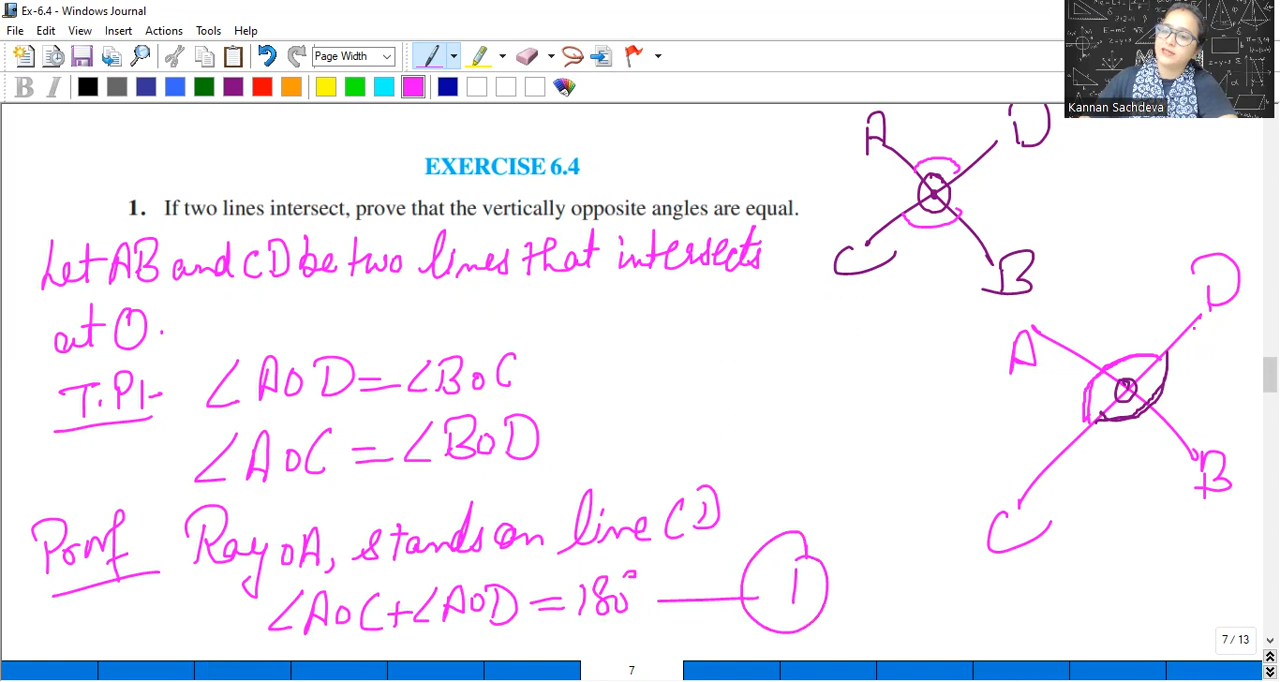 Ex-6.4 - Windows Journal
File Edit View Insert Actions Tools Help
Page Width
B I
Kannan Sachdeva
EXERCISE 6.4
1. If two lines intersect, prove that the vertically opposite angles are equal.
Let AB and CD be two lines that intersects
at O.
T.P:-
∠AOD=∠BOC
∠AOC=∠BOD
Proof Ray OA, stands on line CD
∠AOC+∠AOD=180° — 1
A D
C B
A D
C B
7 / 13
7